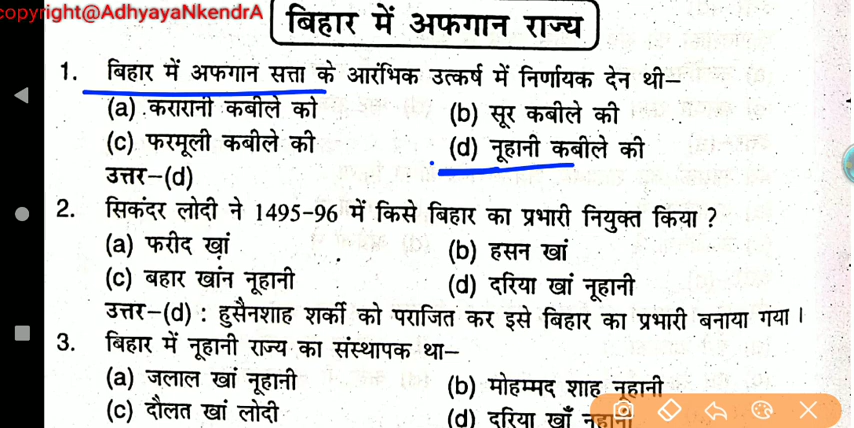 copyright@AdhyayaNkendrA
बिहार में अफगान राज्य
1. बिहार में अफगान सत्ता के आरंभिक उत्कर्ष में निर्णायक देन थी—
(a) करारानी कबीले को (b) सूर कबीले की
(c) फरमूली कबीले की (d) नूहानी कबीले की
उत्तर—(d)
2. सिकंदर लोदी ने 1495-96 में किसे बिहार का प्रभारी नियुक्त किया ?
(a) फरीद खां (b) हसन खां
(c) बहार खांन नूहानी (d) दरिया खां नूहानी
उत्तर—(d) : हुसैनशाह शर्की को पराजित कर इसे बिहार का प्रभारी बनाया गया।
3. बिहार में नूहानी राज्य का संस्थापक था—
(a) जलाल खां नूहानी (b) मोहम्मद शाह नूहानी
(c) दौलत खां लोदी (d) दरिया खाँ नूहानी